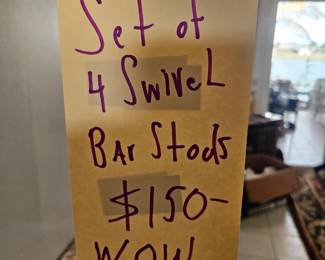 Set of
4 Swivel
Bar Stools
$150-
WOW